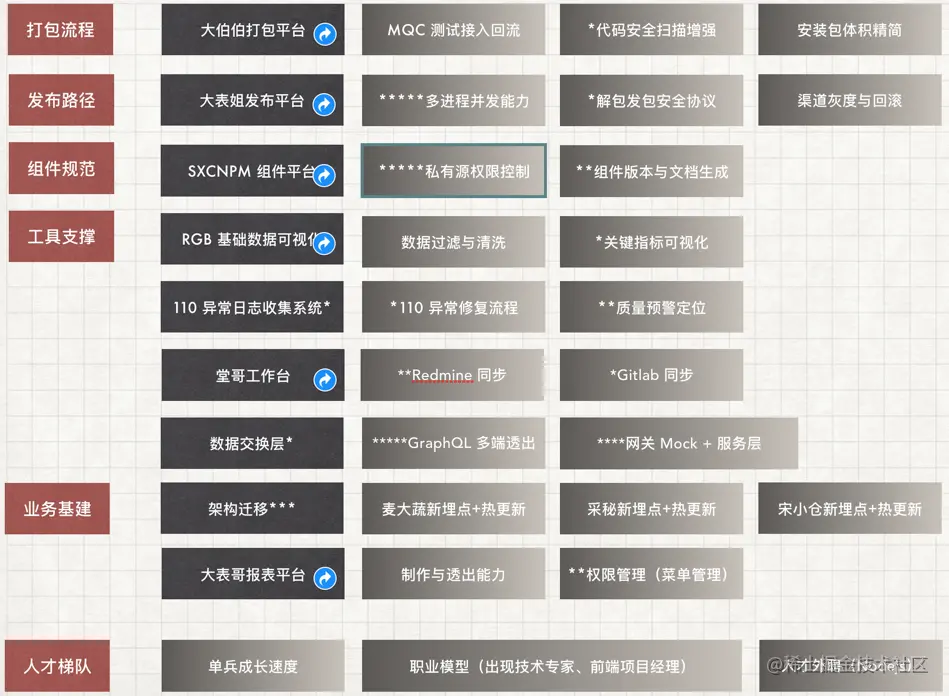 打包流程
大伯伯打包平台
MQC 测试接入回流
*代码安全扫描增强
安装包体积精简
发布路径
大表姐发布平台
*****多进程并发能力
*解包发包安全协议
渠道灰度与回滚
组件规范
SXCNPM 组件平台
*****私有源权限控制
**组件版本与文档生成
工具支撑
RGB 基础数据可视化
数据过滤与清洗
*关键指标可视化
110 异常日志收集系统*
*110 异常修复流程
**质量预警定位
堂哥工作台
**Redmine 同步
*Gitlab 同步
数据交换层*
*****GraphQL 多端透出
****网关 Mock + 服务层
业务基建
架构迁移***
麦大蔬新埋点+热更新
采秘新埋点+热更新
宋小仓新埋点+热更新
大表哥报表平台
制作与透出能力
**权限管理（菜单管理）
人才梯队
单兵成长速度
职业模型（出现技术专家、前端项目经理）
人才外聘（Nodejs）
@稀土掘金技术社区